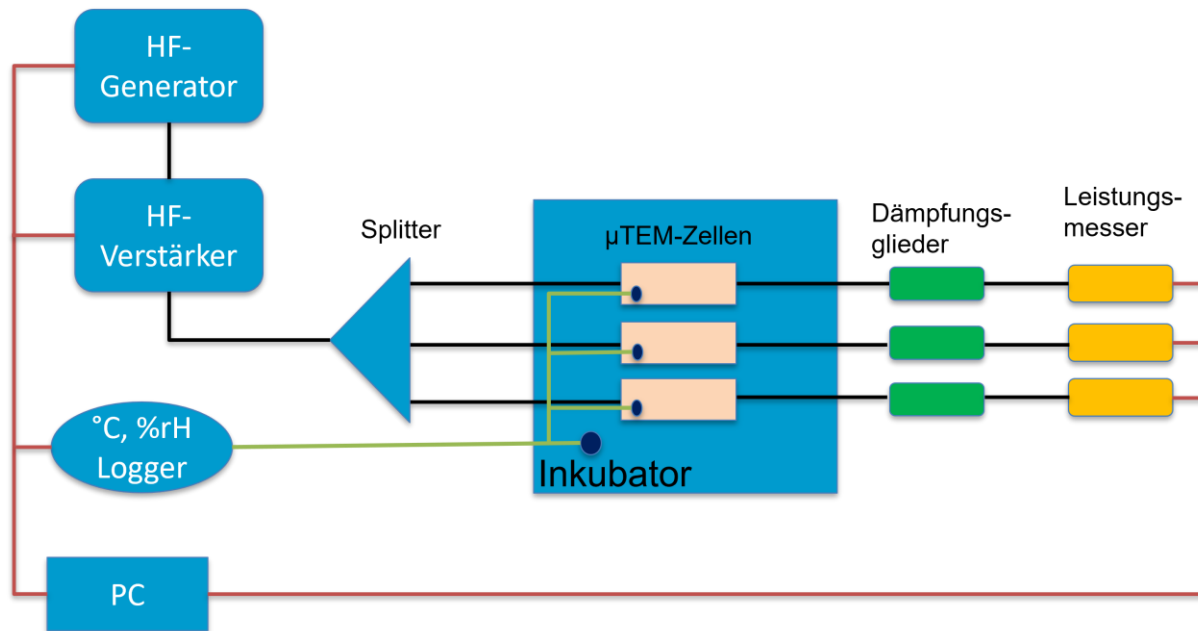 HF-
Generator
HF-
Verstärker
Splitter
µTEM-Zellen
Dämpfungs-
glieder
Leistungs-
messer
°C, %rH
Logger
Inkubator
PC